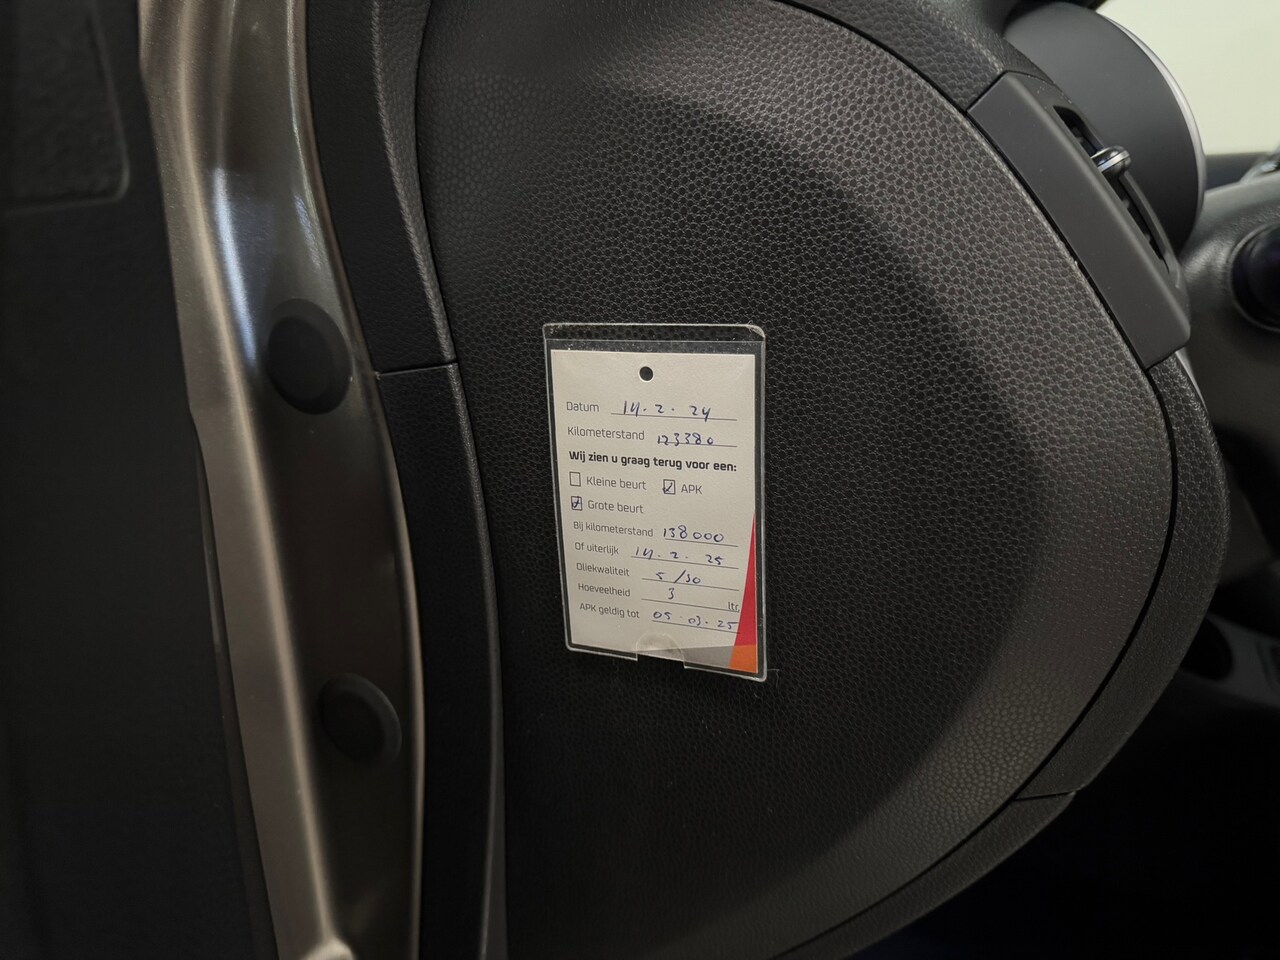 Datum 14.2.24
Kilometerstand 123380
Wij zien u graag terug voor een:
Kleine beurt APK
Grote beurt
Bij kilometerstand 138000
Of uiterlijk 14.2.25
Oliekwaliteit 5/30
Hoeveelheid 3 ltr.
APK geldig tot 05.03.25